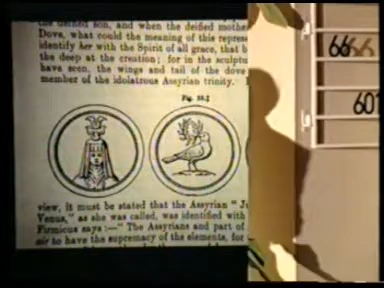 the deified son, and when the deified mothe
Dove, what could the meaning of this represe
identify her with the Spirit of all grace, that b
the deep at the creation; for in the sculptu
have seen, the wings and tail of the dove
member of the idolatrous Assyrian trinity.
Fig.
view, it must be stated that the Assyrian "J
Venus," as she was called, was identified with
Firmicus says:—"The Assyrians and part of
air to have the supremacy of the elements, for
66
601